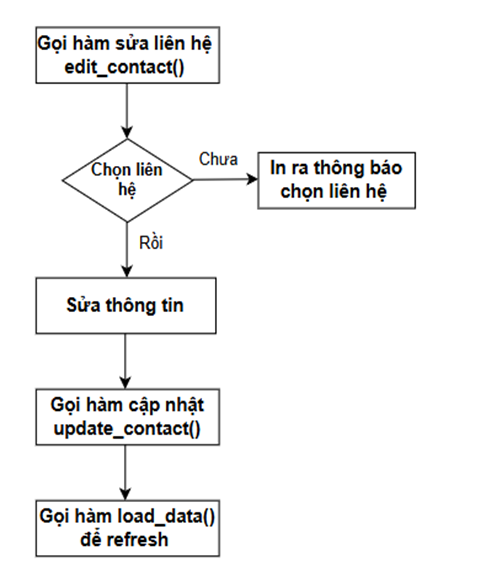 Gọi hàm sửa liên hệ
edit_contact()
Chọn liên
hệ
Chưa
In ra thông báo
chọn liên hệ
Rồi
Sửa thông tin
Gọi hàm cập nhật
update_contact()
Gọi hàm load_data()
để refresh